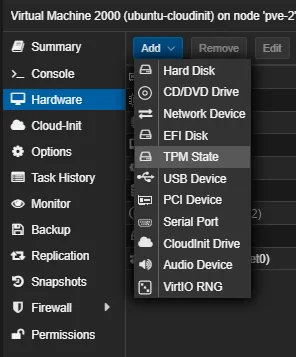 Virtual Machine 2000 (ubuntu-cloudinit) on node 'pve-2'
Summary
Console
Hardware
Cloud-Init
Options
Task History
Monitor
Backup
Replication
Snapshots
Firewall
Permissions
Add
Remove
Edit
Hard Disk
CD/DVD Drive
Network Device
EFI Disk
TPM State
USB Device
PCI Device
Serial Port
CloudInit Drive
Audio Device
VirtIO RNG
2)
et0)